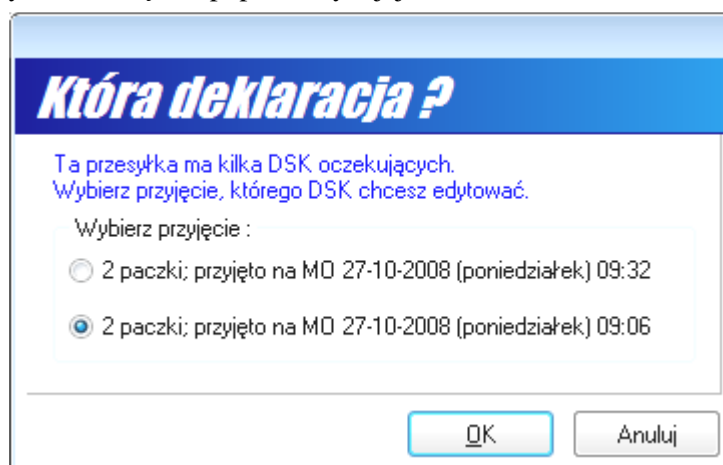 Która deklaracja ?
Ta przesyłka ma kilka DSK oczekujących.
Wybierz przyjęcie, którego DSK chcesz edytować.
Wybierz przyjęcie :
2 paczki; przyjęto na MO 27-10-2008 (poniedziałek) 09:32
2 paczki; przyjęto na MO 27-10-2008 (poniedziałek) 09:06
OK
Anuluj